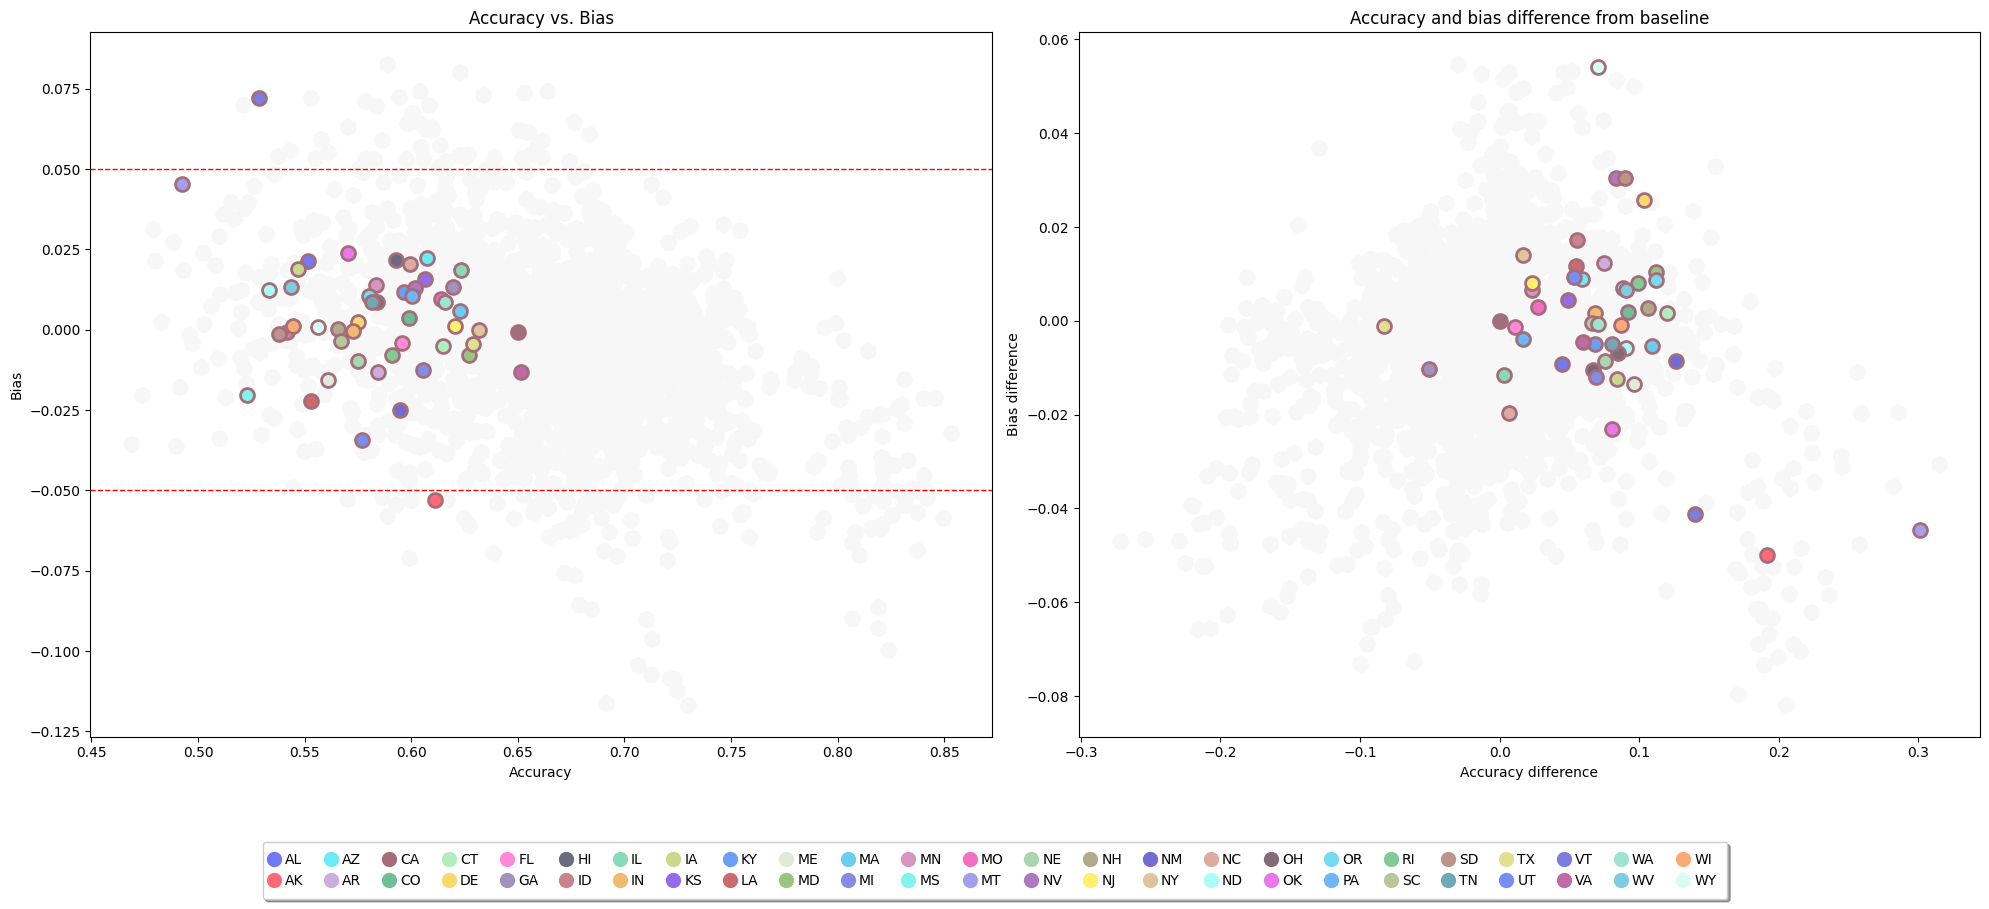 Accuracy vs. Bias
0.075
0.050
0.025
0.000
−0.025
−0.050
−0.075
−0.100
−0.125
Bias
0.45 0.50 0.55 0.60 0.65 0.70 0.75 0.80 0.85
Accuracy
Accuracy and bias difference from baseline
0.06
0.04
0.02
0.00
−0.02
−0.04
−0.06
−0.08
Bias difference
−0.3 −0.2 −0.1 0.0 0.1 0.2 0.3
Accuracy difference
AL AZ CA CT FL HI IL IA KY ME MA MN MO NE NH NM NC OH OR RI SD TX VT WA WI
AK AR CO DE GA ID IN KS LA MD MI MS MT NV NJ NY ND OK PA SC TN UT VA WV WY